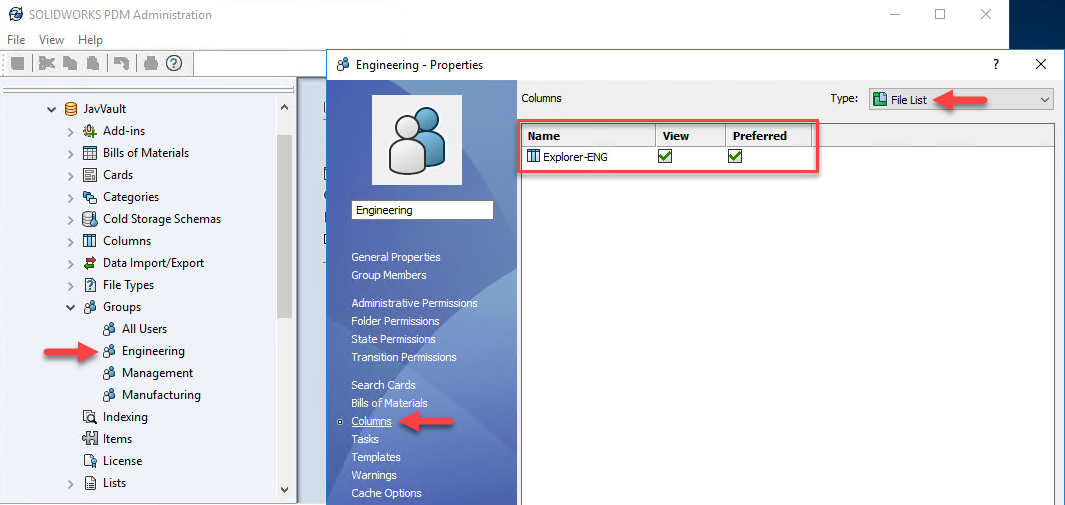 SOLIDWORKS PDM Administration
File View Help
JavVault
Add-ins
Bills of Materials
Cards
Categories
Cold Storage Schemas
Columns
Data Import/Export
File Types
Groups
All Users
Engineering
Management
Manufacturing
Indexing
Items
License
Lists
Engineering - Properties
?
Engineering
General Properties
Group Members
Administrative Permissions
Folder Permissions
State Permissions
Transition Permissions
Search Cards
Bills of Materials
Columns
Tasks
Templates
Warnings
Cache Options
Columns Type: File List
Name View Preferred
Explorer-ENG